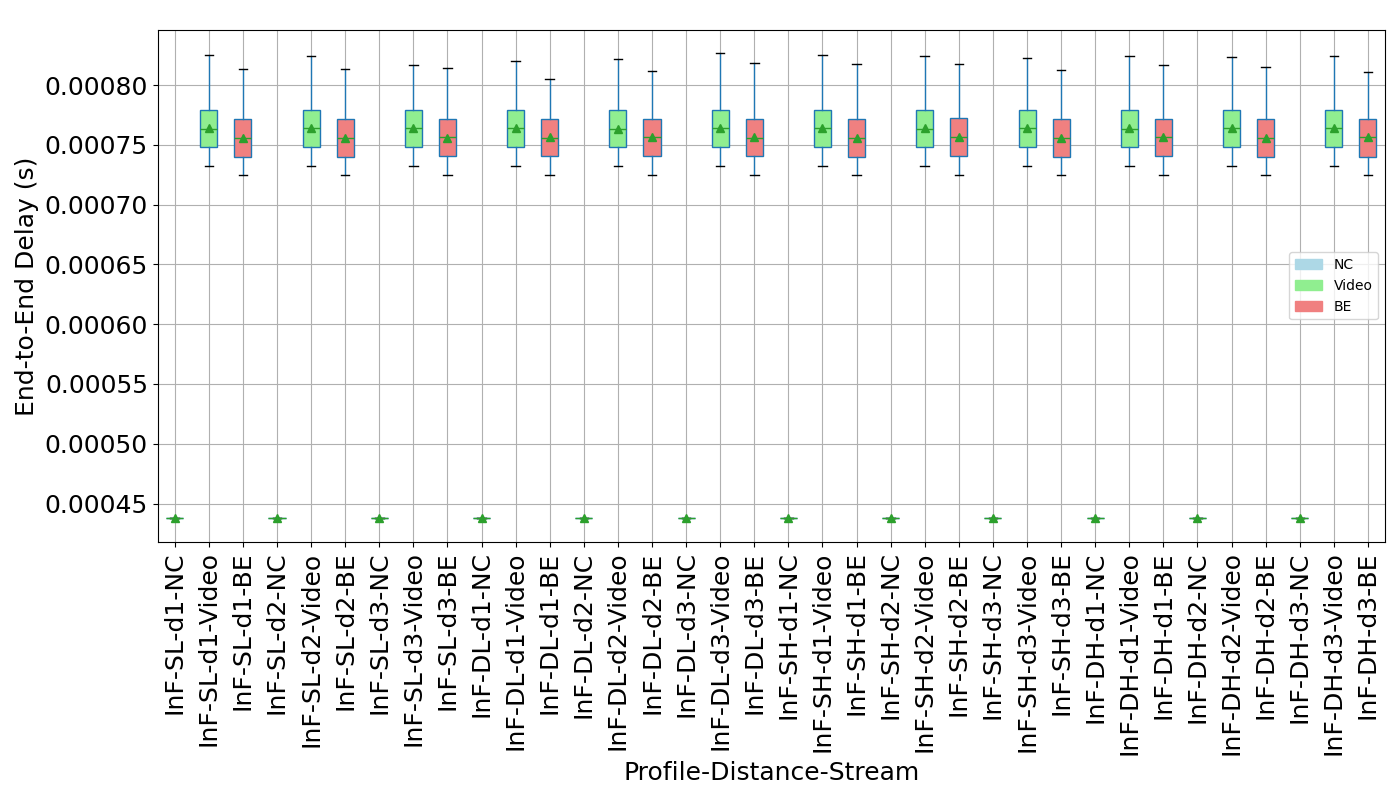 End-to-End Delay (s)
0.00080
0.00075
0.00070
0.00065
0.00060
0.00055
0.00050
0.00045
NC
Video
BE
InF-SL-d1-NC
InF-SL-d1-Video
InF-SL-d1-BE
InF-SL-d2-NC
InF-SL-d2-Video
InF-SL-d2-BE
InF-SL-d3-NC
InF-SL-d3-Video
InF-SL-d3-BE
InF-DL-d1-NC
InF-DL-d1-Video
InF-DL-d1-BE
InF-DL-d2-NC
InF-DL-d2-Video
InF-DL-d2-BE
InF-DL-d3-NC
InF-DL-d3-Video
InF-DL-d3-BE
InF-SH-d1-NC
InF-SH-d1-Video
InF-SH-d1-BE
InF-SH-d2-NC
InF-SH-d2-Video
InF-SH-d2-BE
InF-SH-d3-NC
InF-SH-d3-Video
InF-SH-d3-BE
InF-DH-d1-NC
InF-DH-d1-Video
InF-DH-d1-BE
InF-DH-d2-NC
InF-DH-d2-Video
InF-DH-d2-BE
InF-DH-d3-NC
InF-DH-d3-Video
InF-DH-d3-BE
Profile-Distance-Stream